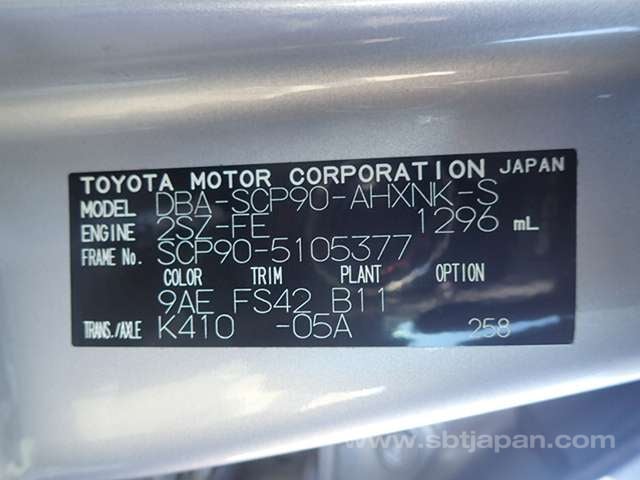 TOYOTA MOTOR CORPORATION JAPAN
MODEL DBA-SCP90-AHXNK-S
ENGINE 2SZ-FE 1296 mL
FRAME No. SCP90-5105377
COLOR TRIM PLANT OPTION
9AE FS42 B11
TRANS./AXLE K410 -05A 258
www.sbtjapan.com